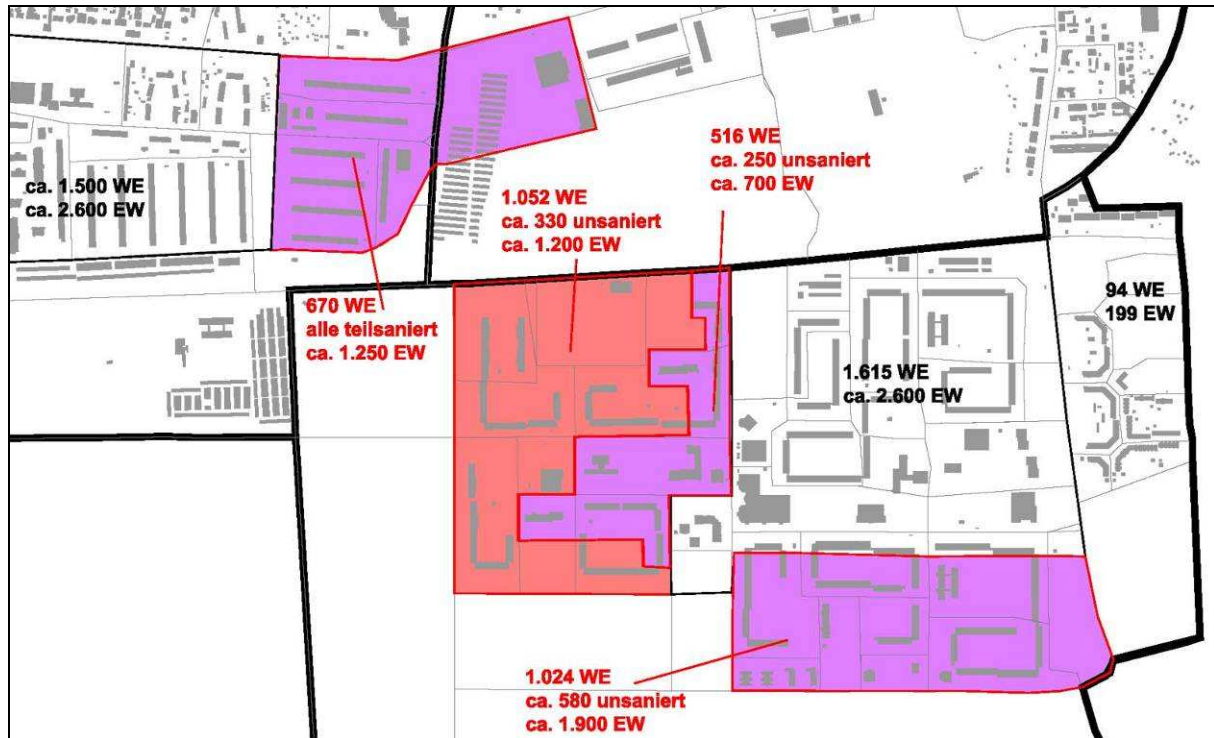 516 WE
ca. 250 unsaniert
ca. 700 EW
ca. 1.500 WE
ca. 2.600 EW
1.052 WE
ca. 330 unsaniert
ca. 1.200 EW
670 WE
alle teilsaniert
ca. 1.250 EW
94 WE
199 EW
1.615 WE
ca. 2.600 EW
1.024 WE
ca. 580 unsaniert
ca. 1.900 EW